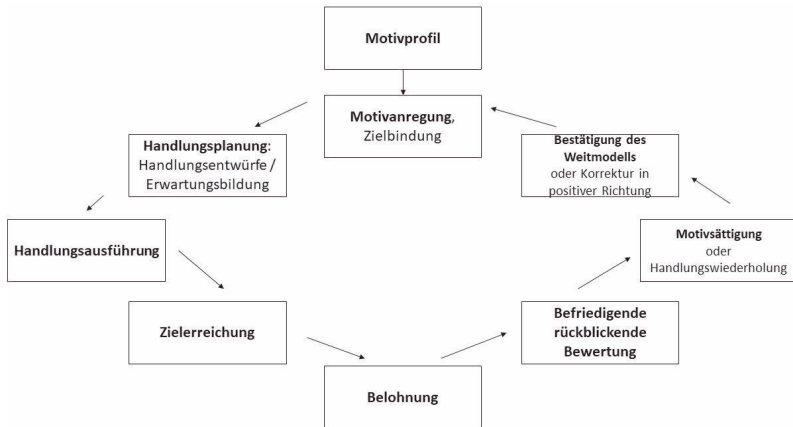 Motivprofil
Motivanregung,
Zielbindung
Handlungsplanung:
Handlungsentwürfe /
Erwartungsbildung
Handlungsausführung
Zielerreichung
Belohnung
Befriedigende
rückblickende
Bewertung
Motivsättigung
oder
Handlungswiederholung
Bestätigung des
Weitmodells
oder Korrektur in
positiver Richtung